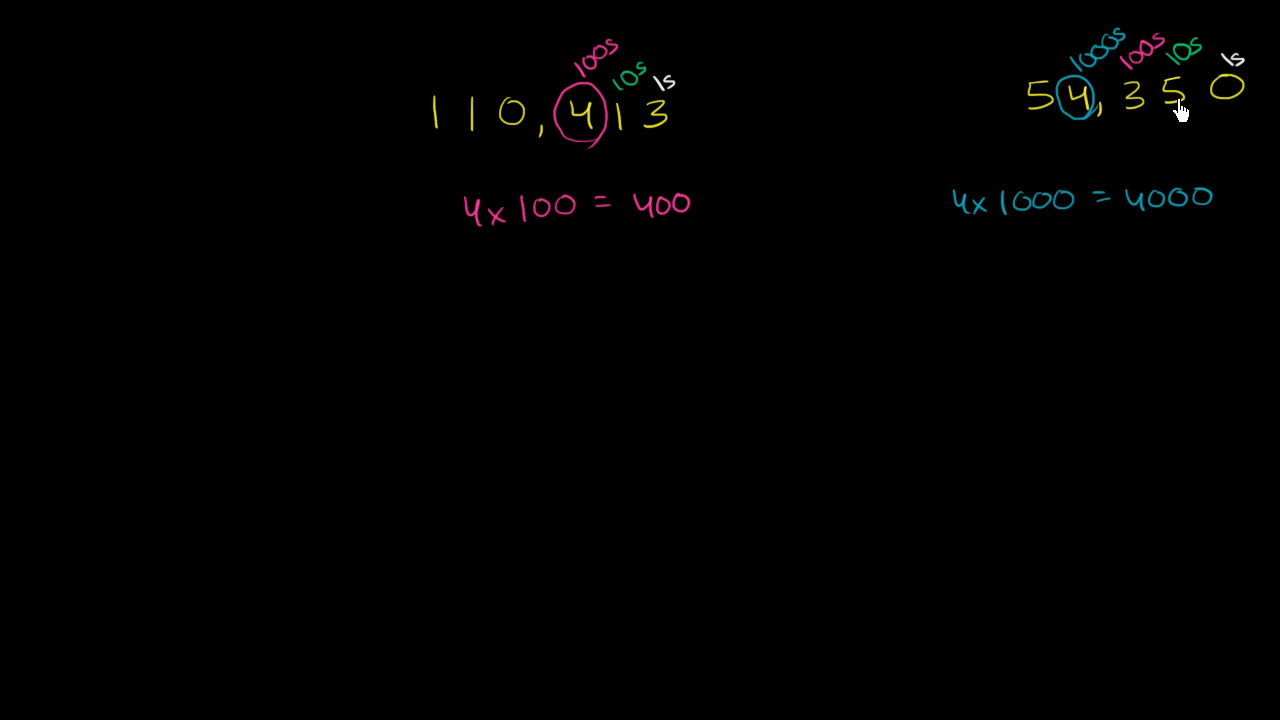 100s 10s 1s
110,413
4x100 = 400
1000s 100s 10s 1s
54,350
4x1000 = 4000